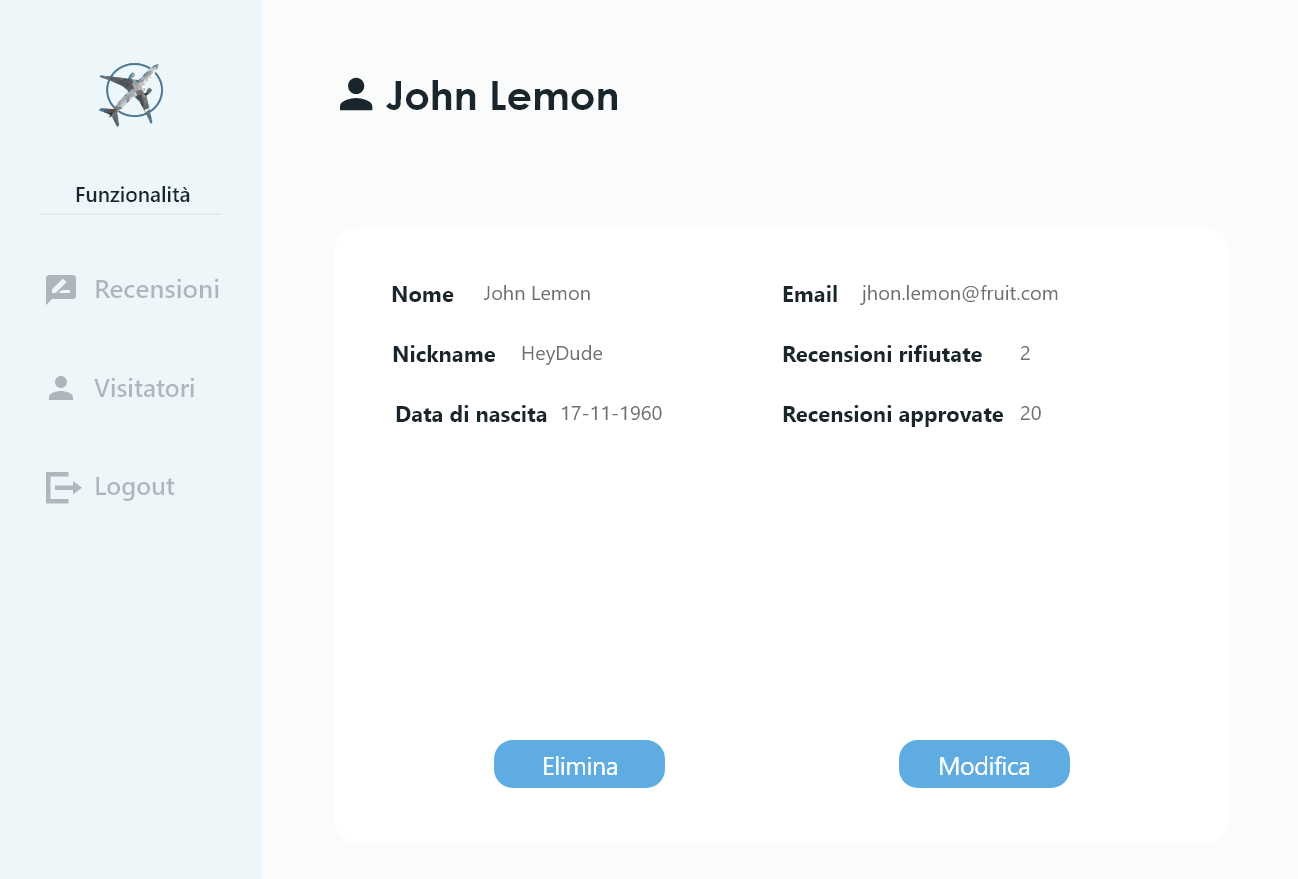 John Lemon
Funzionalità
Recensioni
Visitatori
Logout
Nome John Lemon
Email jhon.lemon@fruit.com
Nickname HeyDude
Recensioni rifiutate 2
Data di nascita 17-11-1960
Recensioni approvate 20
Elimina
Modifica